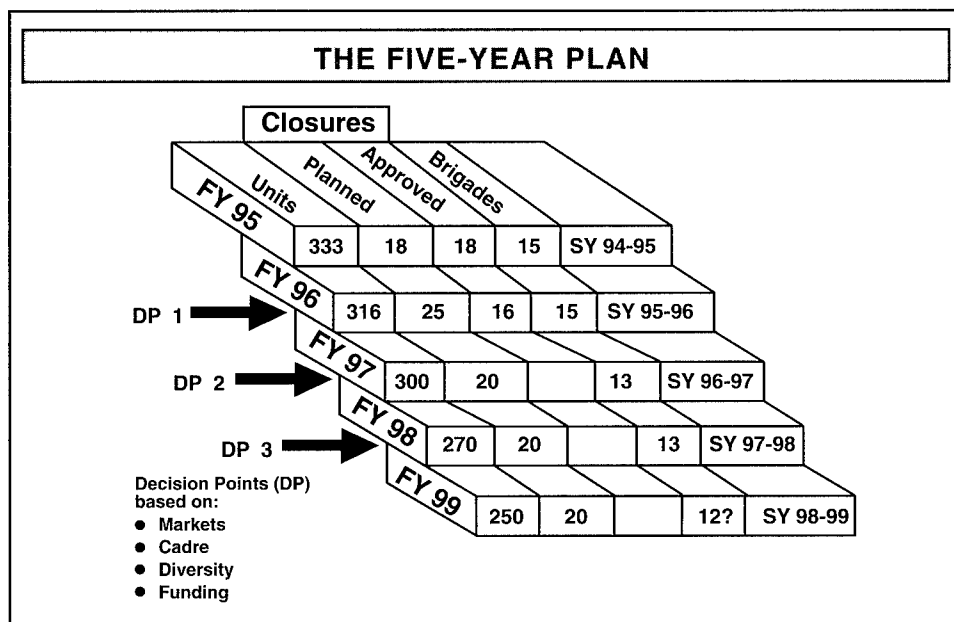 THE FIVE-YEAR PLAN
Closures
Units Planned Approved Brigades
FY 95 333 18 18 15 SY 94-95
FY 96 316 25 16 15 SY 95-96
DP 1
FY 97 300 20 13 SY 96-97
DP 2
FY 98 270 20 13 SY 97-98
DP 3
FY 99 250 20 12? SY 98-99
Decision Points (DP)
based on:
● Markets
● Cadre
● Diversity
● Funding